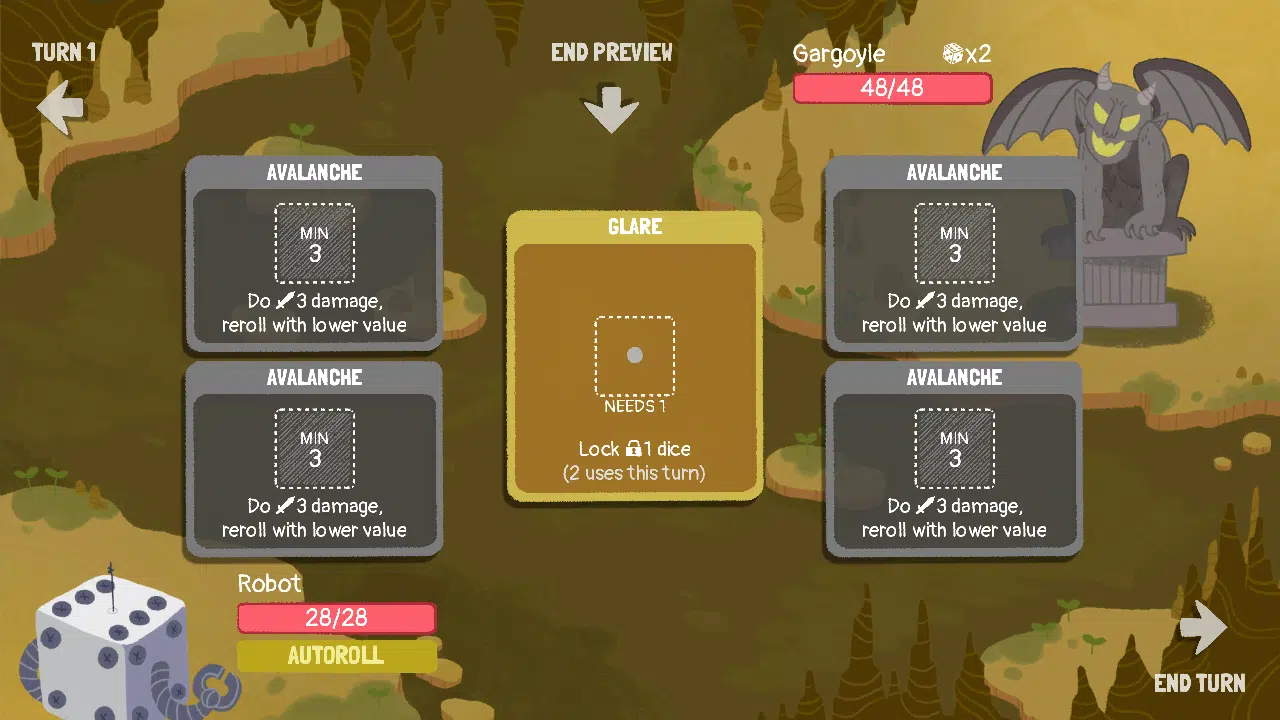 TURN 1
END PREVIEW
Gargoyle x2
48/48
AVALANCHE
MIN
3
Do 3 damage,
reroll with lower value
AVALANCHE
MIN
3
Do 3 damage,
reroll with lower value
GLARE
NEEDS 1
Lock 1 dice
(2 uses this turn)
AVALANCHE
MIN
3
Do 3 damage,
reroll with lower value
AVALANCHE
MIN
3
Do 3 damage,
reroll with lower value
Robot
28/28
AUTOROLL
END TURN